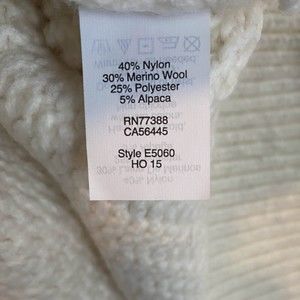 40% Nylon
30% Merino Wool
25% Polyester
5% Alpaca
RN77388
CA56445
Style E5060
HO 15